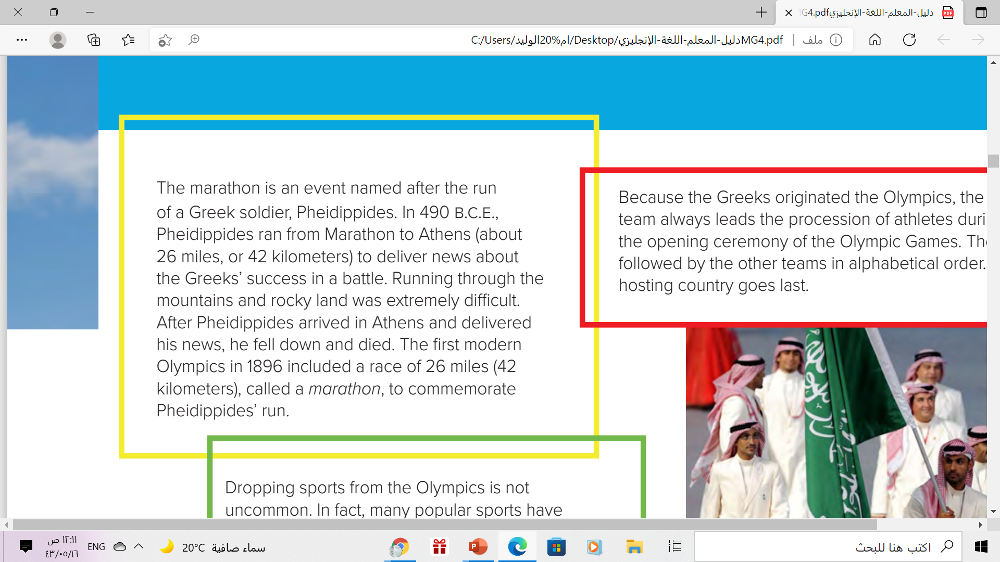 دليل-المعلم-اللغة-الإنجليزيMG4.pdf
C:/Users/ام%20الوليد/Desktop/دليل-المعلم-اللغة-الإنجليزيMG4.pdf
ملف
The marathon is an event named after the run
of a Greek soldier, Pheidippides. In 490 B.C.E.,
Pheidippides ran from Marathon to Athens (about
26 miles, or 42 kilometers) to deliver news about
the Greeks’ success in a battle. Running through the
mountains and rocky land was extremely difficult.
After Pheidippides arrived in Athens and delivered
his news, he fell down and died. The first modern
Olympics in 1896 included a race of 26 miles (42
kilometers), called a marathon, to commemorate
Pheidippides’ run.
Because the Greeks originated the Olympics, the
team always leads the procession of athletes duri
the opening ceremony of the Olympic Games. Th
followed by the other teams in alphabetical order.
hosting country goes last.
Dropping sports from the Olympics is not
uncommon. In fact, many popular sports have
١٢:١١ ص
٤٣/٠٥/١٦
ENG
20°C سماء صافية
اكتب هنا للبحث